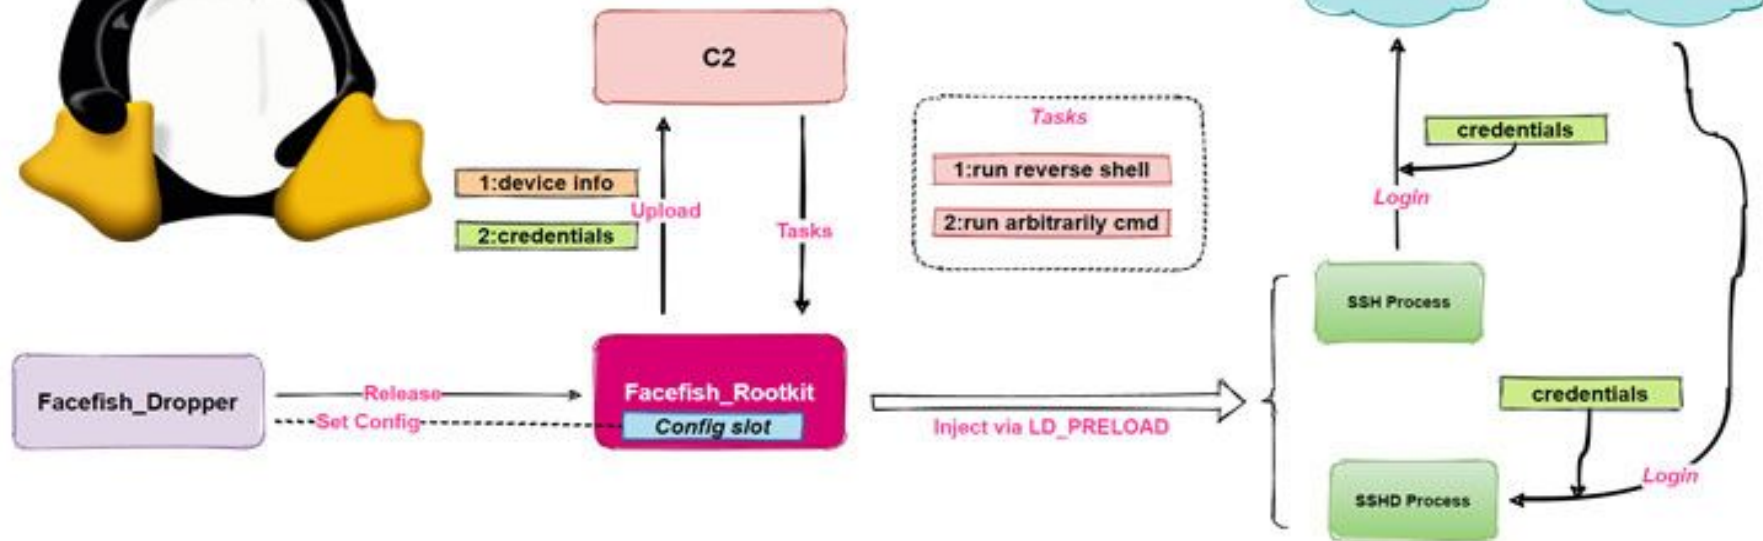 C2
Tasks
1:run reverse shell
2:run arbitrarily cmd
1:device info
2:credentials
Upload
Tasks
credentials
Login
SSH Process
Facefish_Dropper
Release
Set Config
Facefish_Rootkit
Config slot
Inject via LD_PRELOAD
credentials
Login
SSHD Process